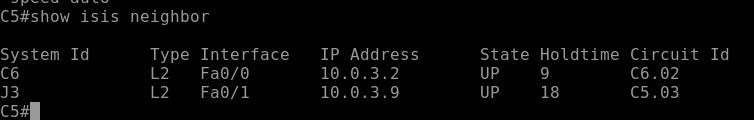 C5#show isis neighbor
System Id      Type Interface   IP Address      State Holdtime Circuit Id
C6             L2   Fa0/0       10.0.3.2        UP    9        C6.02
J3             L2   Fa0/1       10.0.3.9        UP    18       C5.03
C5#